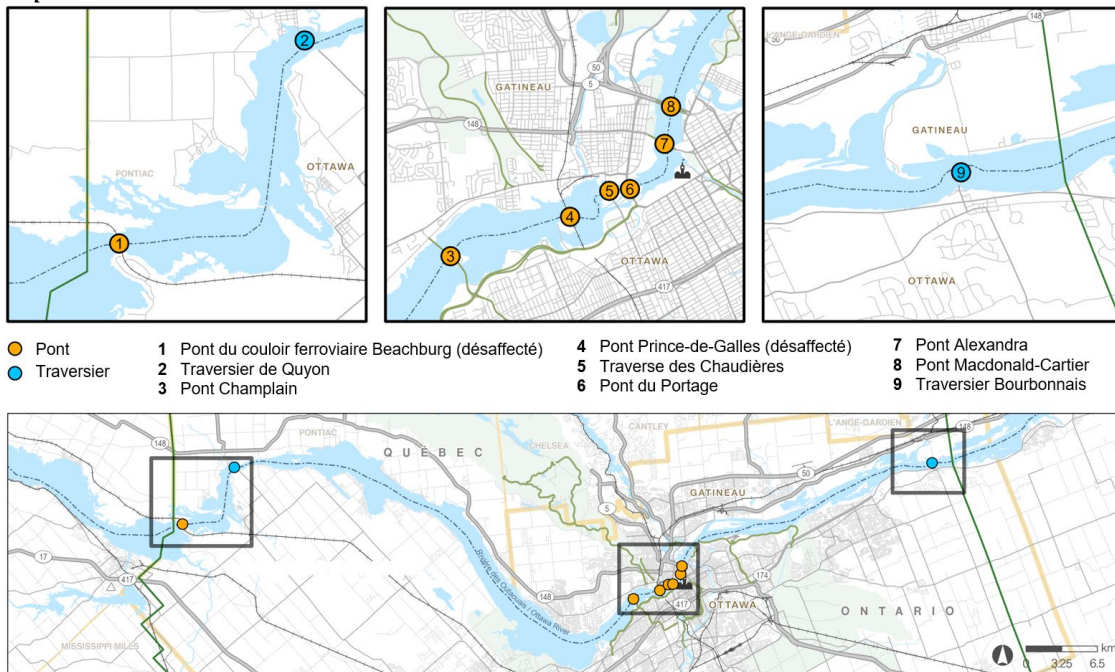 2
PONTIAC
OTTAWA
1
148
50
5
GATINEAU
8
148
7
5
6
4
OTTAWA
3
417
148
L'ANGE-GARDIEN
GATINEAU
9
OTTAWA
Pont
Traversier
1 Pont du couloir ferroviaire Beachburg (désaffecté)
2 Traversier de Quyon
3 Pont Champlain
4 Pont Prince-de-Galles (désaffecté)
5 Traverse des Chaudières
6 Pont du Portage
7 Pont Alexandra
8 Pont Macdonald-Cartier
9 Traversier Bourbonnais
148
PONTIAC
QUÉBEC
CHELSEA
CANTLEY
L'ANGE-GARDIEN
148
50
GATINEAU
5
17
417
148
Rivière des Outaouais / Ottawa River
174
417
OTTAWA
ONTARIO
MISSISSIPPI MILLS
km
0 3.25 6.5